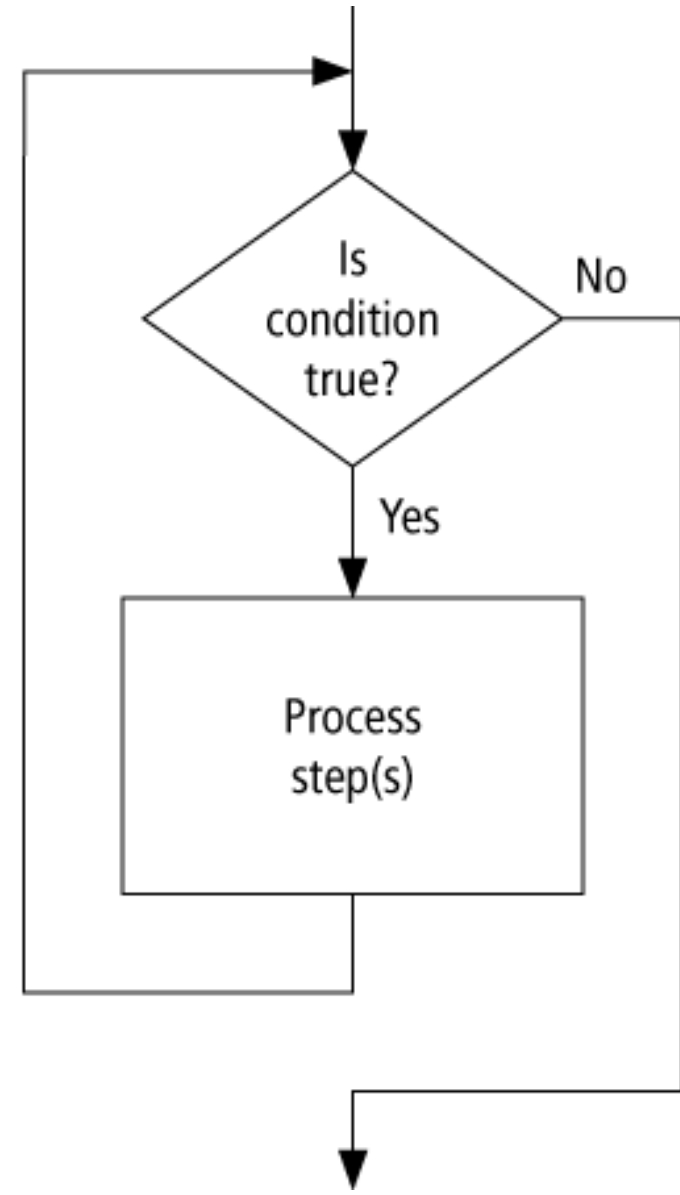 Is
condition
true?
No
Yes
Process
step(s)